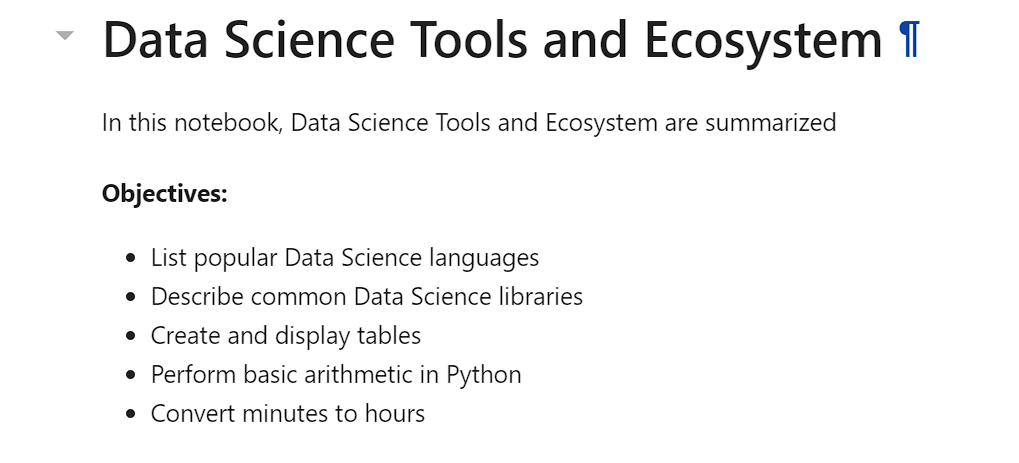 Data Science Tools and Ecosystem ¶
In this notebook, Data Science Tools and Ecosystem are summarized
Objectives:
• List popular Data Science languages
• Describe common Data Science libraries
• Create and display tables
• Perform basic arithmetic in Python
• Convert minutes to hours